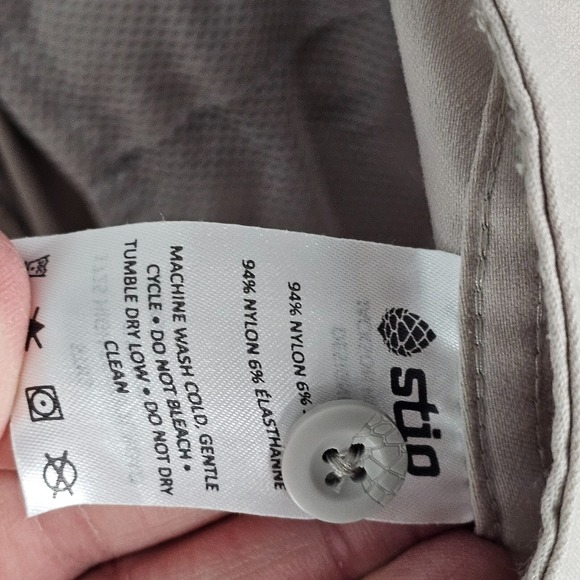 stio
94% NYLON 6%
94% NYLON 6% ÉLASTHANNE
MACHINE WASH COLD, GENTLE
CYCLE • DO NOT BLEACH •
TUMBLE DRY LOW • DO NOT DRY
CLEAN